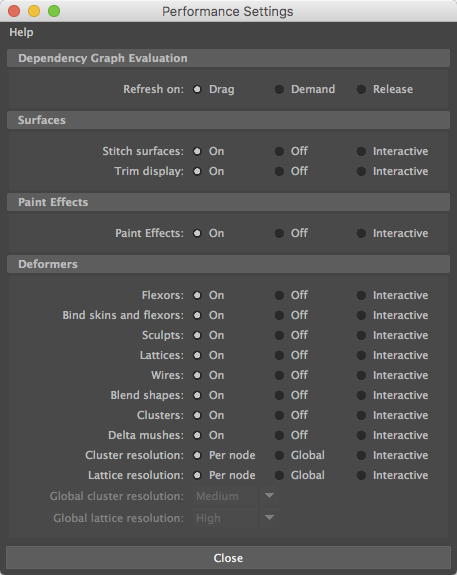 Performance Settings
Help
Dependency Graph Evaluation
Refresh on: Drag Demand Release
Surfaces
Stitch surfaces: On Off Interactive
Trim display: On Off Interactive
Paint Effects
Paint Effects: On Off Interactive
Deformers
Flexors: On Off Interactive
Bind skins and flexors: On Off Interactive
Sculpts: On Off Interactive
Lattices: On Off Interactive
Wires: On Off Interactive
Blend shapes: On Off Interactive
Clusters: On Off Interactive
Delta mushes: On Off Interactive
Cluster resolution: Per node Global Interactive
Lattice resolution: Per node Global Interactive
Global cluster resolution: Medium
Global lattice resolution: High
Close